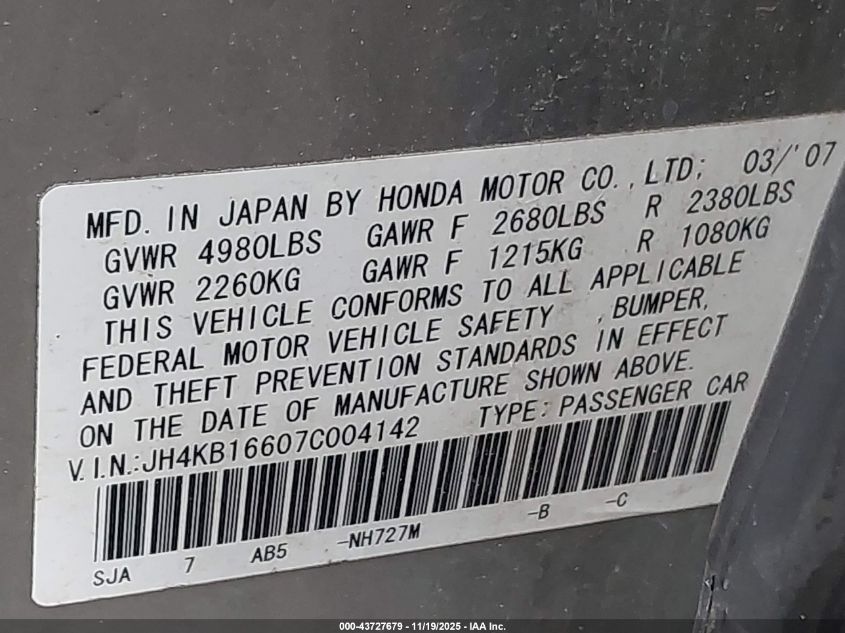 MFD. IN JAPAN BY HONDA MOTOR CO., LTD; 03/'07
GVWR 4980LBS GAWR F 2680LBS R 2380LBS
GVWR 2260KG GAWR F 1215KG R 1080KG
THIS VEHICLE CONFORMS TO ALL APPLICABLE
FEDERAL MOTOR VEHICLE SAFETY , BUMPER,
AND THEFT PREVENTION STANDARDS IN EFFECT
ON THE DATE OF MANUFACTURE SHOWN ABOVE.
V.I.N.:JH4KB16607C004142 TYPE: PASSENGER CAR
SJA 7 AB5 -NH727M -B -C
000-43727679 - 11/19/2025 - IAA Inc.